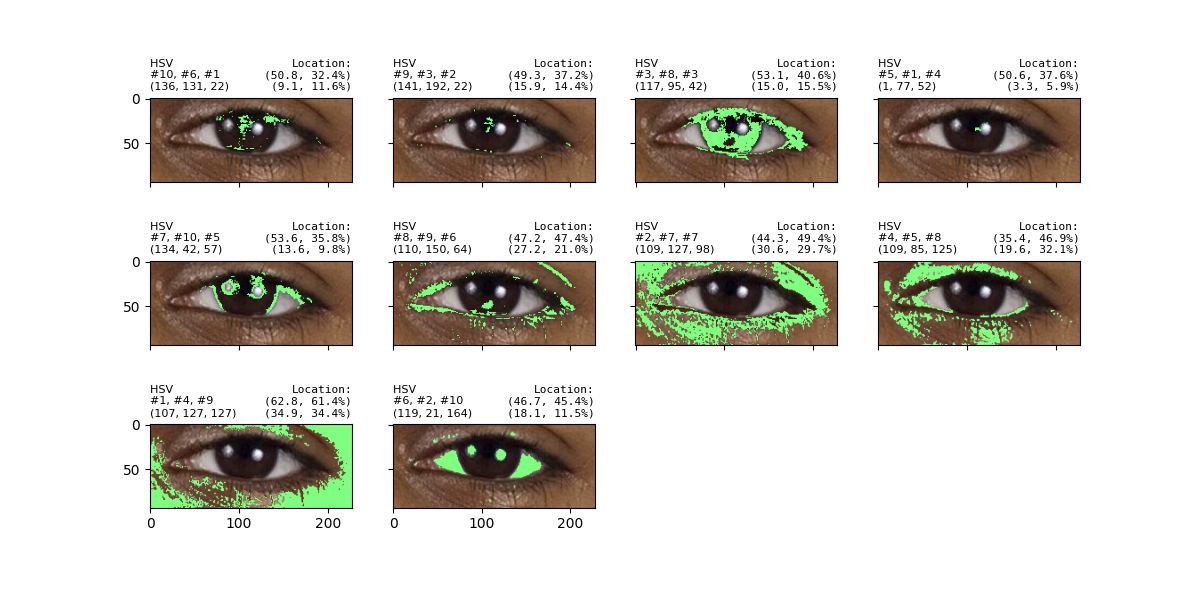 HSV Location:
#10, #6, #1 (50.8, 32.4%)
(136, 131, 22) (9.1, 11.6%)
HSV Location:
#9, #3, #2 (49.3, 37.2%)
(141, 192, 22) (15.9, 14.4%)
HSV Location:
#3, #8, #3 (53.1, 40.6%)
(117, 95, 42) (15.0, 15.5%)
HSV Location:
#5, #1, #4 (50.6, 37.6%)
(1, 77, 52) (3.3, 5.9%)
0
50
HSV Location:
#7, #10, #5 (53.6, 35.8%)
(134, 42, 57) (13.6, 9.8%)
HSV Location:
#8, #9, #6 (47.2, 47.4%)
(110, 150, 64) (27.2, 21.0%)
HSV Location:
#2, #7, #7 (44.3, 49.4%)
(109, 127, 98) (30.6, 29.7%)
HSV Location:
#4, #5, #8 (35.4, 46.9%)
(109, 85, 125) (19.6, 32.1%)
0
50
HSV Location:
#1, #4, #9 (62.8, 61.4%)
(107, 127, 127) (34.9, 34.4%)
HSV Location:
#6, #2, #10 (46.7, 45.4%)
(119, 21, 164) (18.1, 11.5%)
0
50
0 100 200
0 100 200